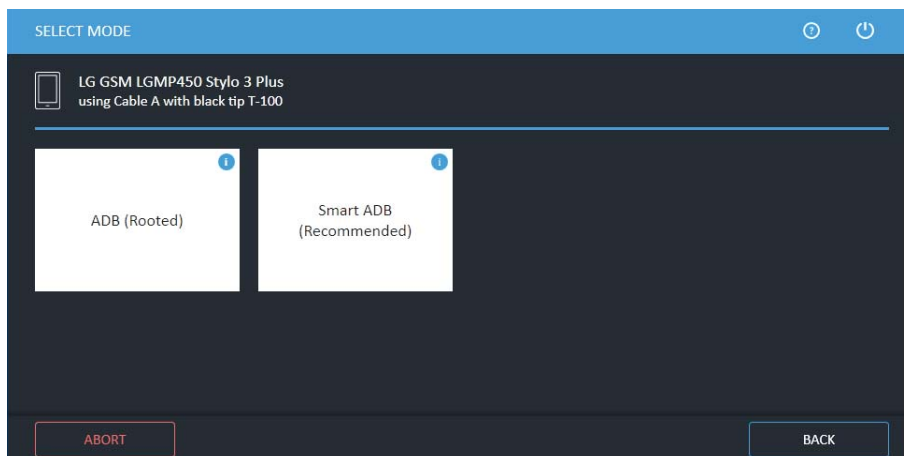 SELECT MODE
LG GSM LGMP450 Stylo 3 Plus
using Cable A with black tip T-100
ADB (Rooted)
Smart ADB
(Recommended)
ABORT
BACK